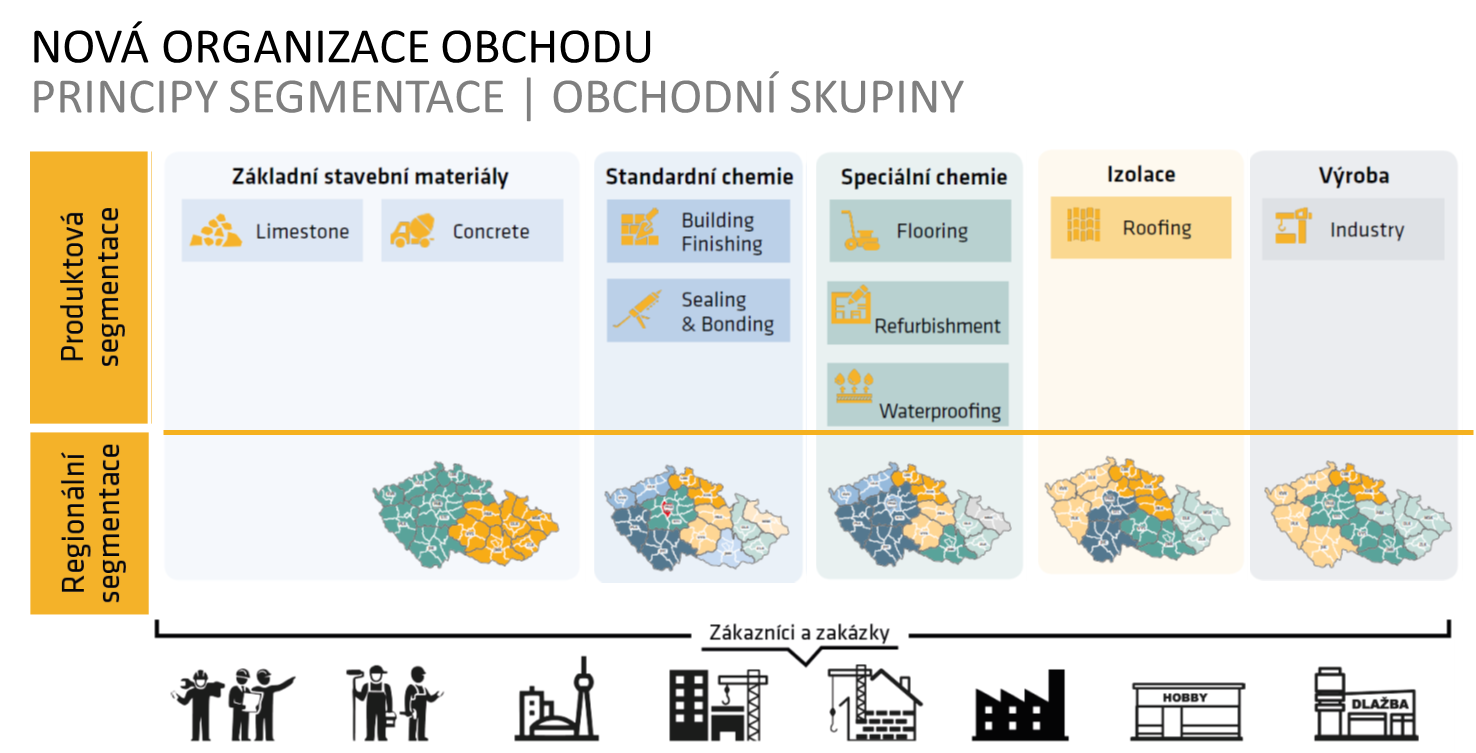 NOVÁ ORGANIZACE OBCHODU
PRINCIPY SEGMENTACE | OBCHODNÍ SKUPINY
Produktová
segmentace
Základní stavební materiály
Limestone
Concrete
Standardní chemie
Building
Finishing
Sealing
& Bonding
Speciální chemie
Flooring
Refurbishment
Waterproofing
Izolace
Roofing
Výroba
Industry
Regionální
segmentace
Zákazníci a zakázky
HOBBY
DLAŽBA